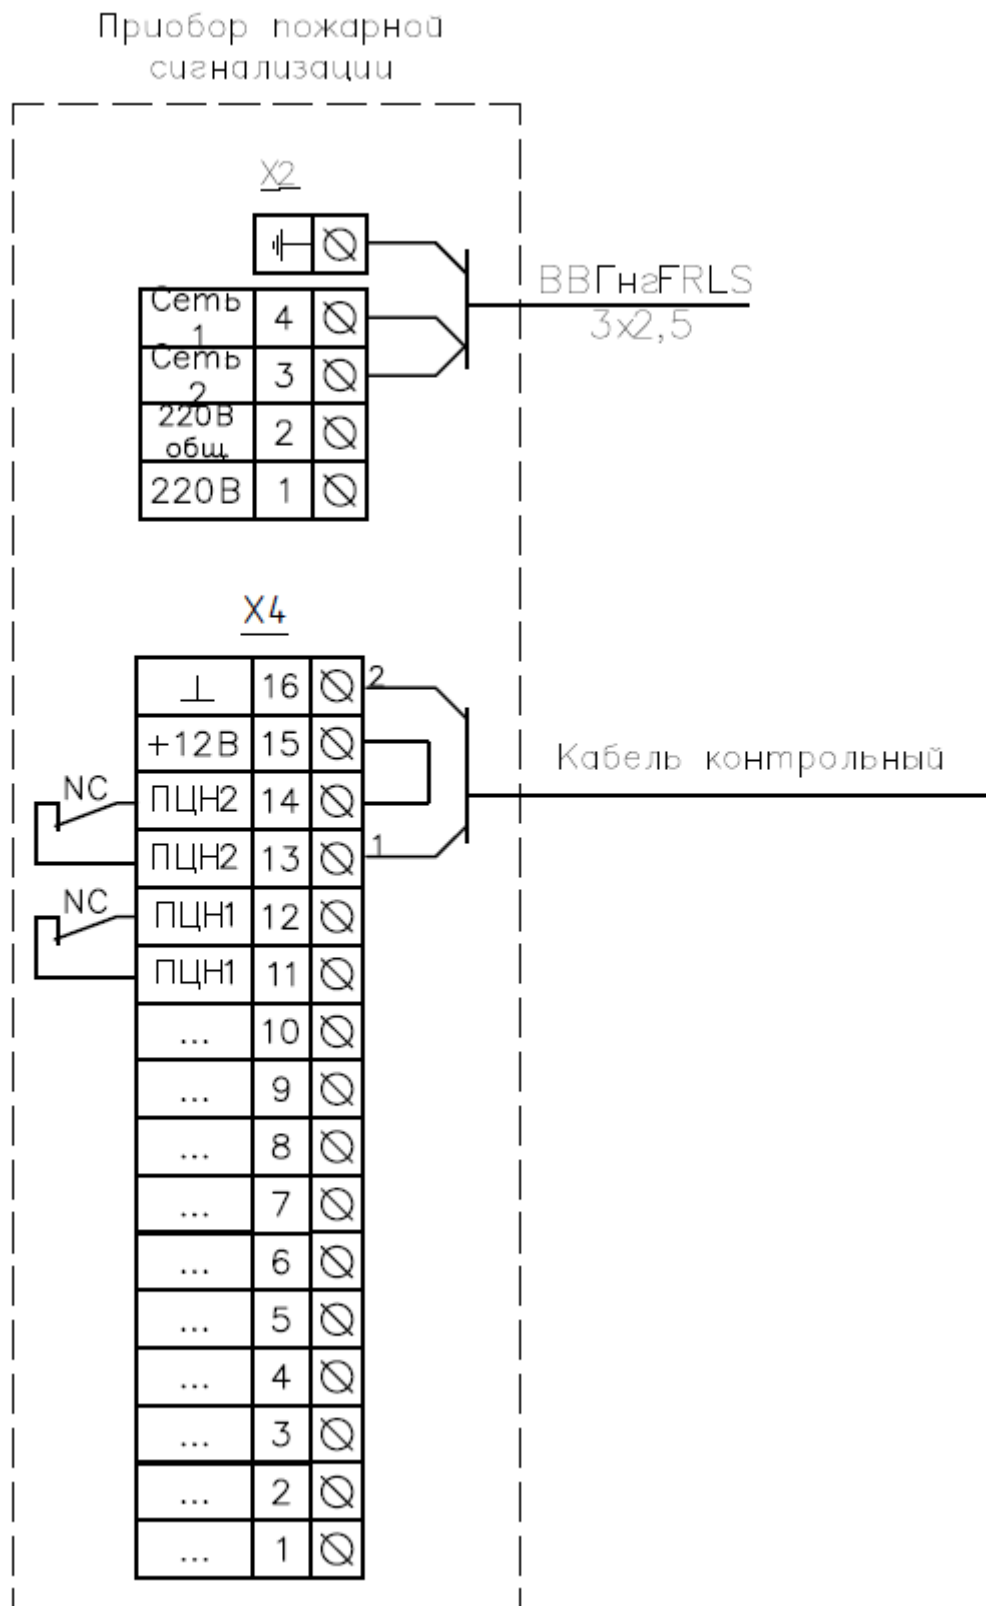 Приобор пожарной
сигнализации
X2
Сеть 1 4
Сеть 2 3
220В общ. 2
220В 1
ВВГнгFRLS
3x2,5
X4
⊥ 16 2
+12В 15
NC ПЦН2 14
ПЦН2 13 1
NC ПЦН1 12
ПЦН1 11
... 10
... 9
... 8
... 7
... 6
... 5
... 4
... 3
... 2
... 1
Кабель контрольный